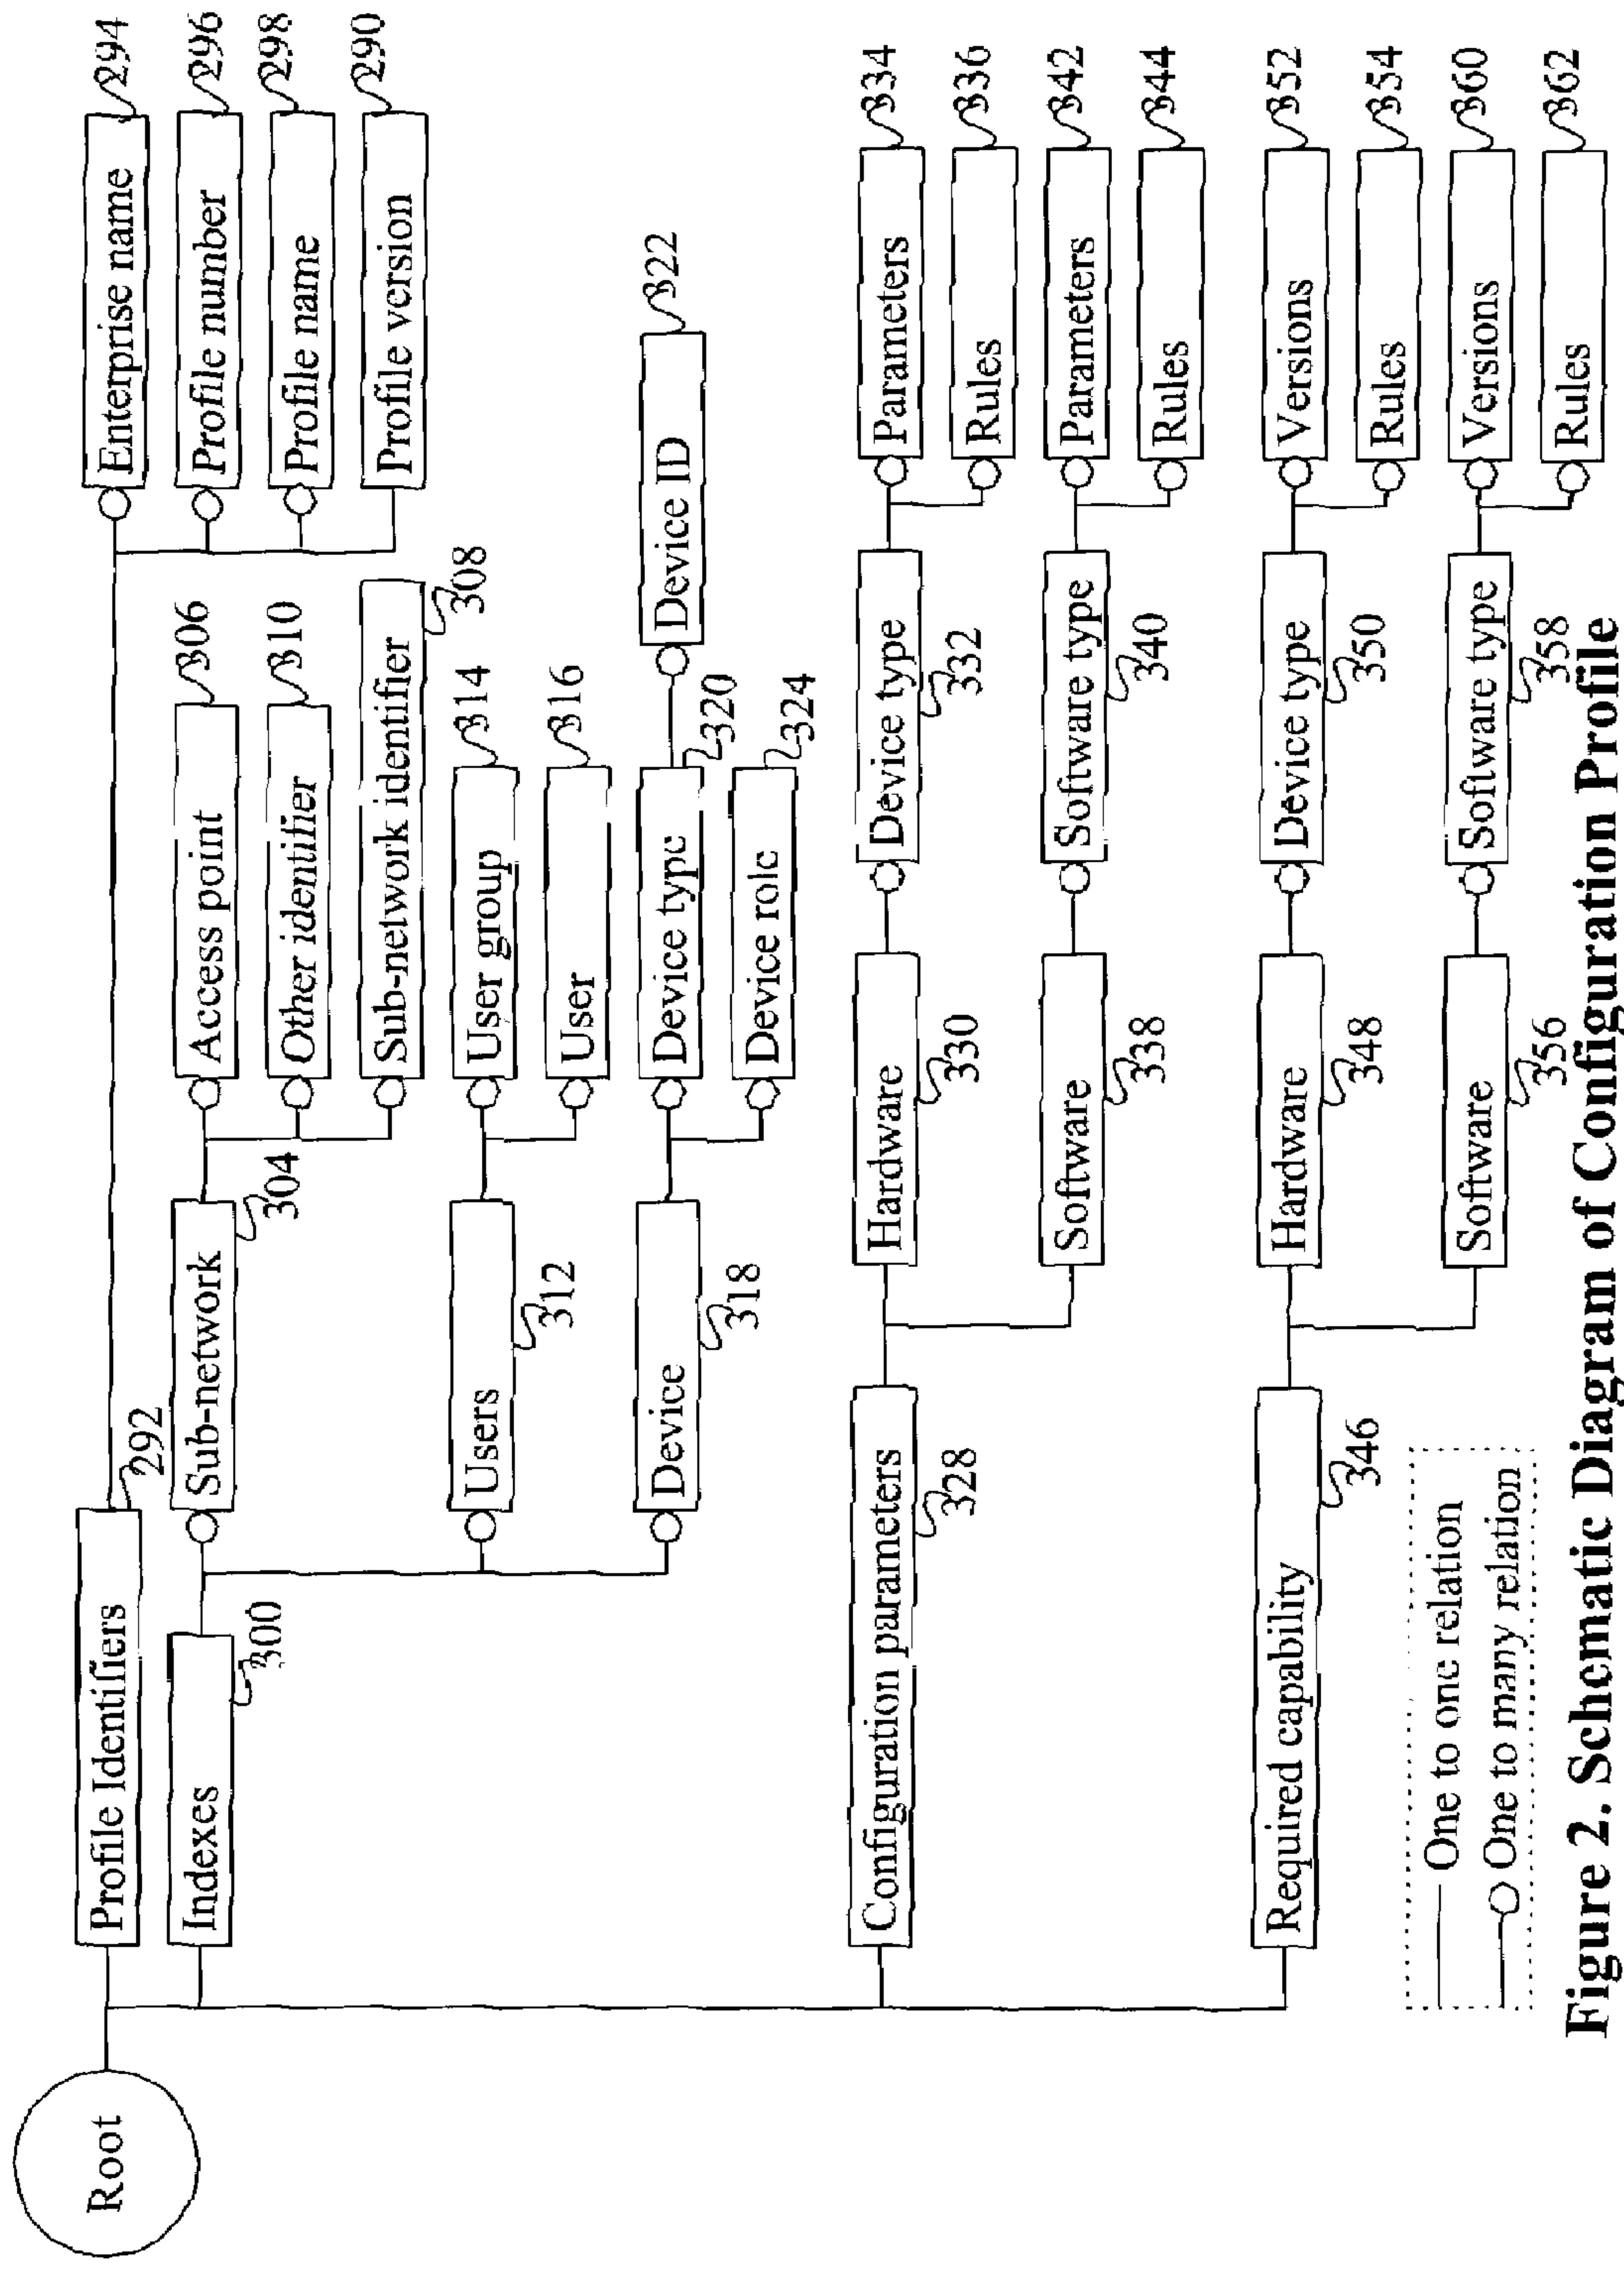 Root
Profile Identifiers
292
Enterprise name
294
Profile number
296
Profile name
298
Profile version
290
Indexes
300
Sub-network
304
Access point
306
Other identifier
310
Sub-network identifier
308
Users
312
User group
314
User
316
Device
318
Device type
320
Device ID
322
Device role
324
Configuration parameters
328
Hardware
330
Device type
332
Parameters
334
Rules
336
Software
338
Software type
340
Parameters
342
Rules
344
Required capability
346
Hardware
348
Device type
350
Versions
352
Rules
354
Software
356
Software type
358
Versions
360
Rules
362
One to one relation
One to many relation
Figure 2. Schematic Diagram of Configuration Profile